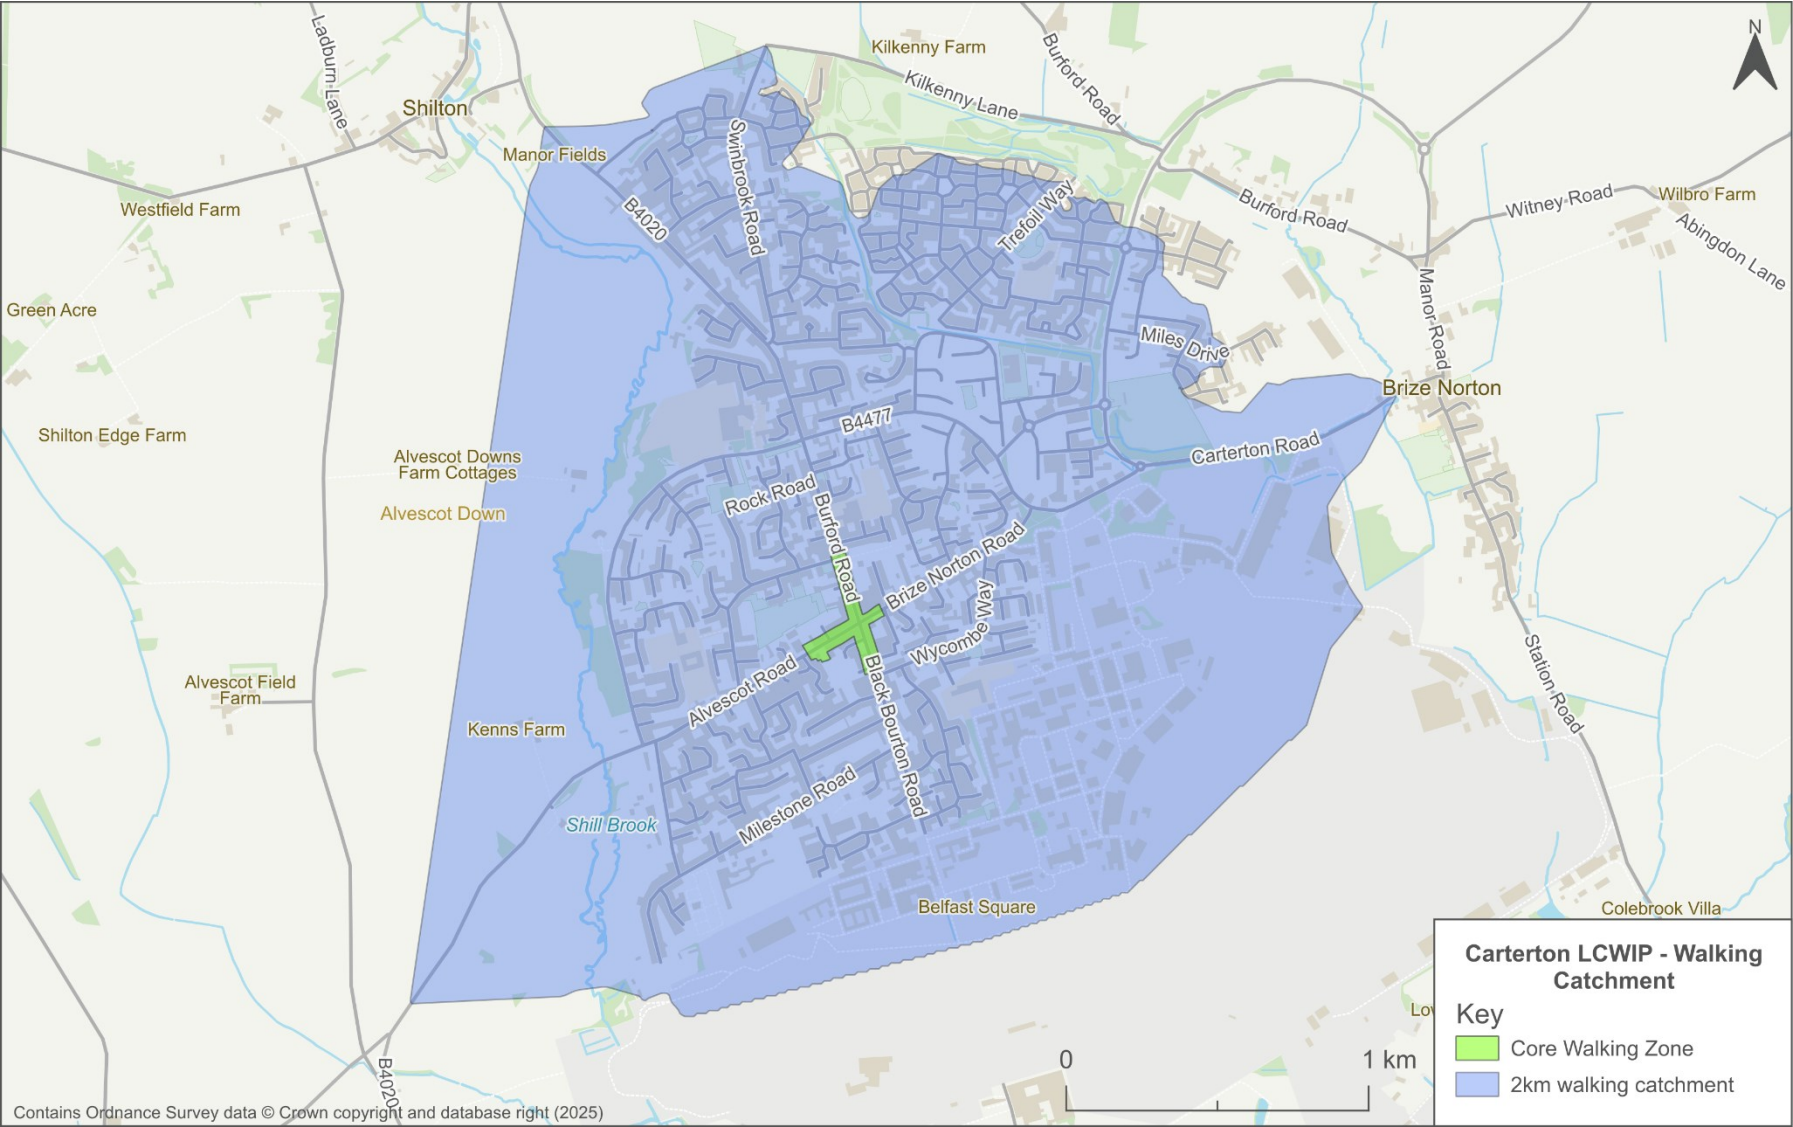 N
Kilkenny Farm
Ladburn Lane
Burford Road
Kilkenny Lane
Shilton
Manor Fields
Swinbrook Road
Westfield Farm
B4020
Trefoil Way
Burford Road
Witney Road
Wilbro Farm
Abingdon Lane
Green Acre
Manor Road
Miles Drive
Brize Norton
B4477
Shilton Edge Farm
Carterton Road
Alvescot Downs
Farm Cottages
Alvescot Down
Rock Road
Burford Road
Brize Norton Road
Wycombe Way
Alvescot Road
Black Bourton Road
Station Road
Alvescot Field
Farm
Kenns Farm
Milestone Road
Shill Brook
Belfast Square
Colebrook Villa
B4020
Carterton LCWIP - Walking
Catchment
Key
Core Walking Zone
2km walking catchment
0
1 km
Contains Ordnance Survey data © Crown copyright and database right (2025)